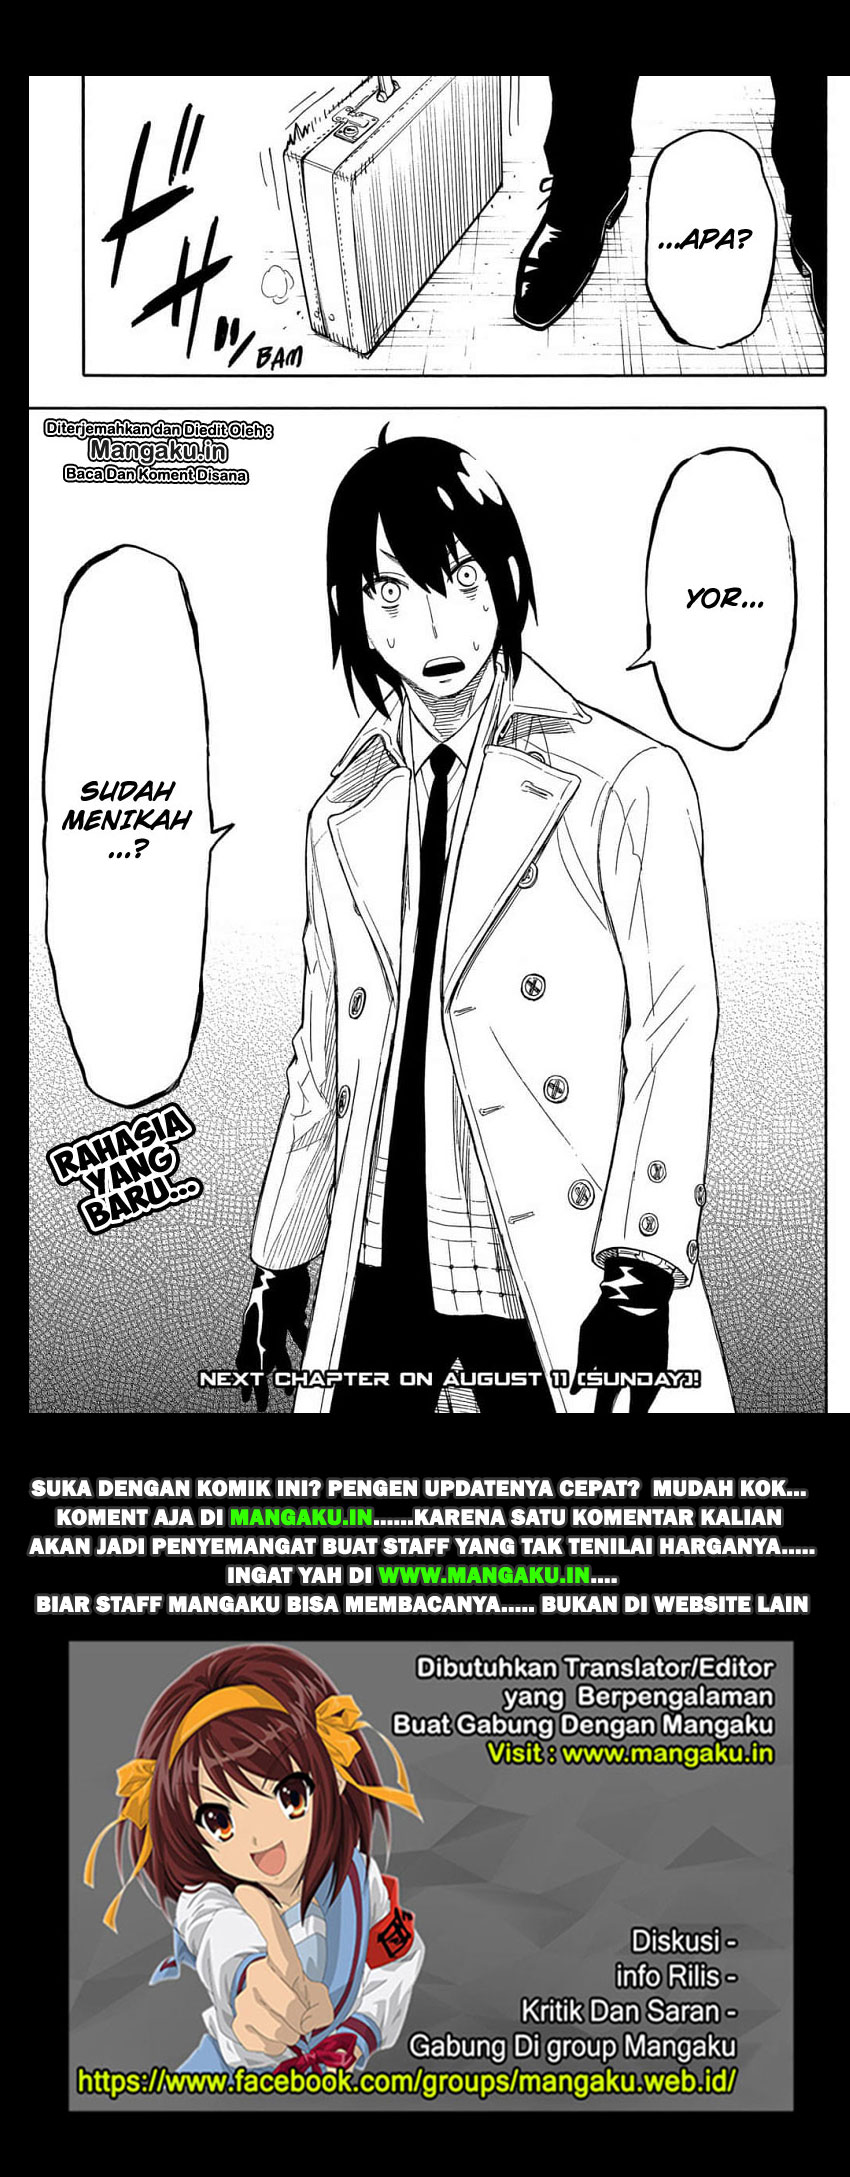 ...APA?
ドサッ
BAM
Diterjemahkan dan Diedit Oleh :
Mangaku.in
Baca Dan Koment Disana
YOR...
SUDAH
MENIKAH
...?
RAHASIA
YANG
BARU...
NEXT CHAPTER ON AUGUST 11 (SUNDAY)!
SUKA DENGAN KOMIK INI? PENGEN UPDATENYA CEPAT?  MUDAH KOK...
KOMENT AJA DI MANGAKU.IN......KARENA SATU KOMENTAR KALIAN
AKAN JADI PENYEMANGAT BUAT STAFF YANG TAK TENILAI HARGANYA.....
INGAT YAH DI WWW.MANGAKU.IN....
BIAR STAFF MANGAKU BISA MEMBACANYA..... BUKAN DI WEBSITE LAIN
Dibutuhkan Translator/Editor
yang  Berpengalaman
Buat Gabung Dengan Mangaku
Visit : www.mangaku.in
Diskusi -
info Rilis -
Kritik Dan Saran -
Gabung Di group Mangaku
https://www.facebook.com/groups/mangaku.web.id/